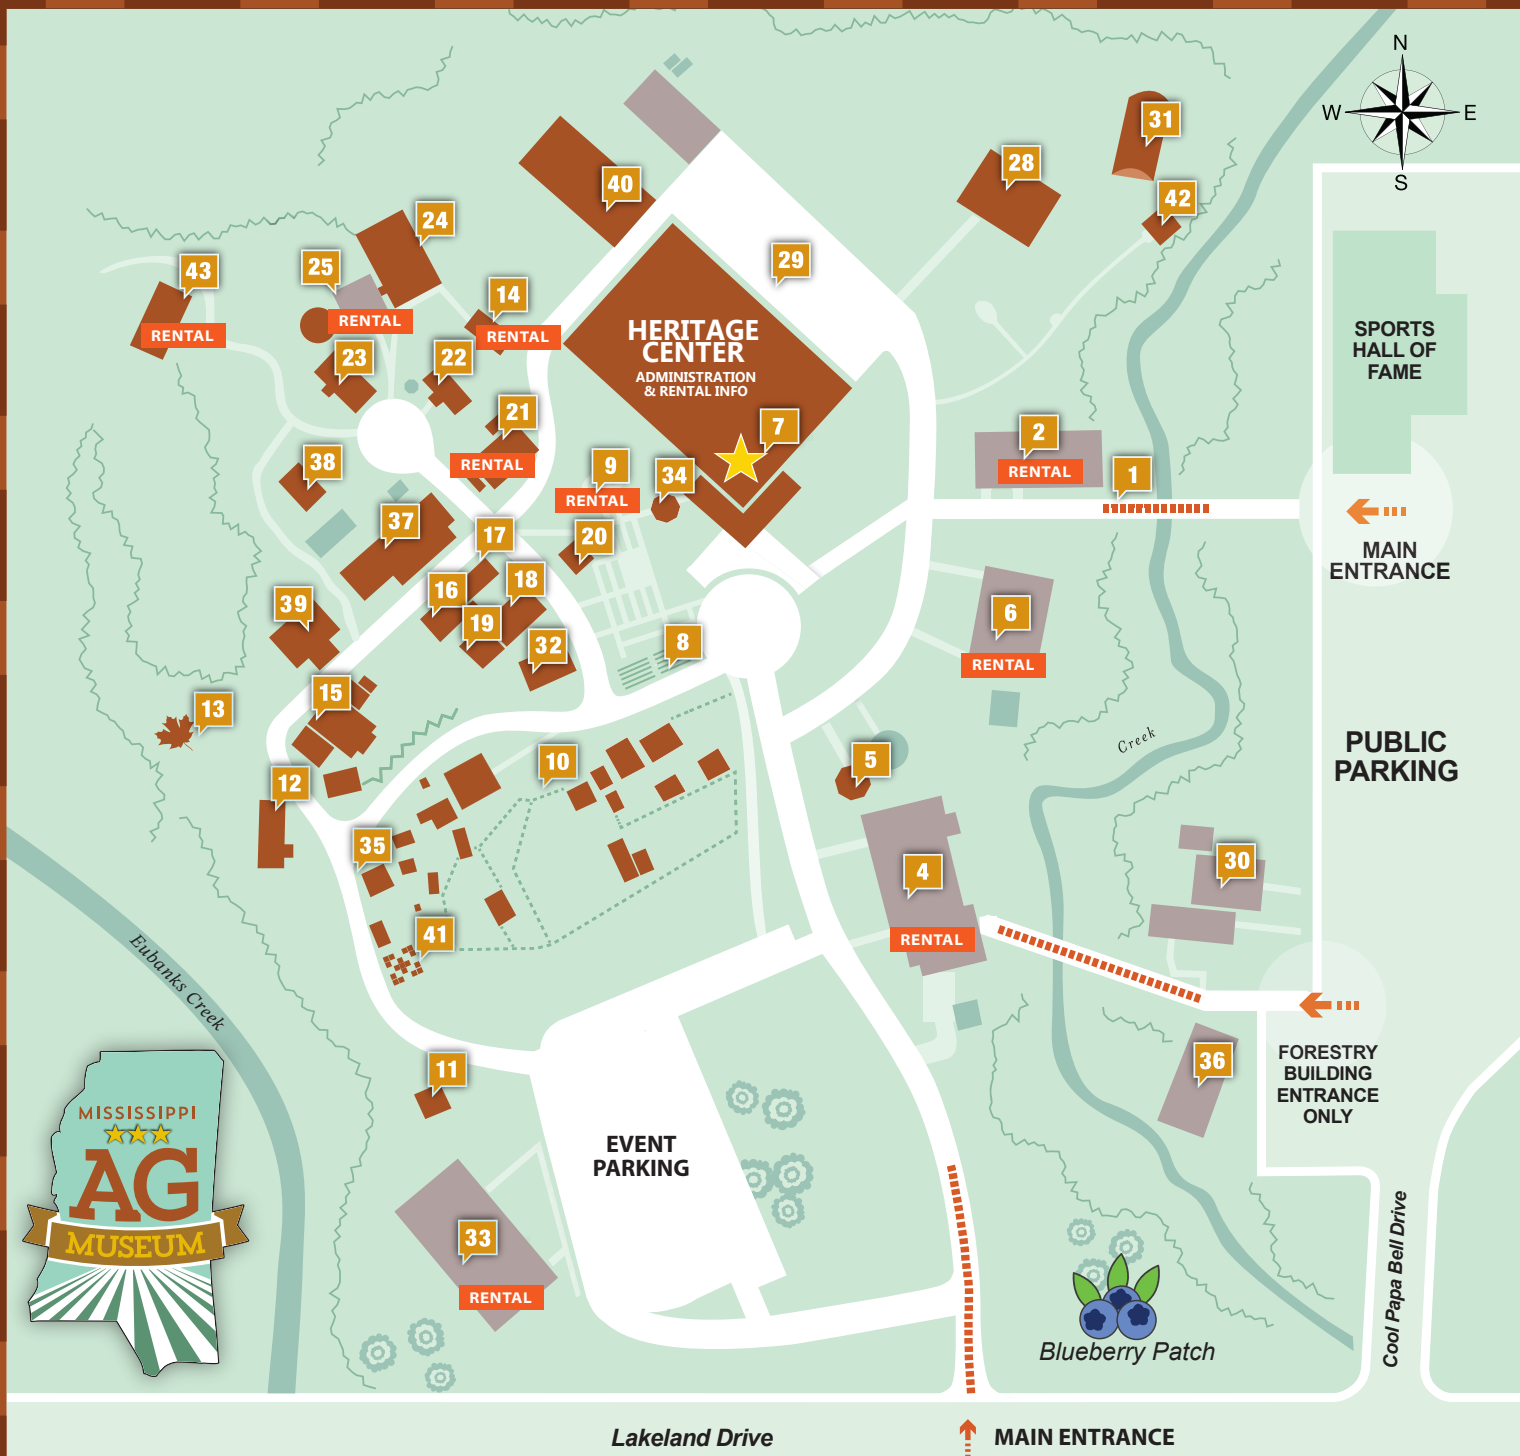 N
W
E
S
31
28
40
42
24
29
43
25
14
RENTAL
RENTAL
RENTAL
HERITAGE
CENTER
ADMINISTRATION
& RENTAL INFO
SPORTS
HALL OF
FAME
23
22
21
7
2
RENTAL
38
RENTAL
9
RENTAL
34
1
37
17
20
MAIN
ENTRANCE
16
18
39
19
32
8
6
RENTAL
15
13
Creek
PUBLIC
PARKING
10
5
12
35
4
30
41
RENTAL
Eubanks Creek
11
36
FORESTRY
BUILDING
ENTRANCE
ONLY
MISSISSIPPI
AG
MUSEUM
EVENT
PARKING
33
RENTAL
Cool Papa Bell Drive
Blueberry Patch
Lakeland Drive
MAIN ENTRANCE